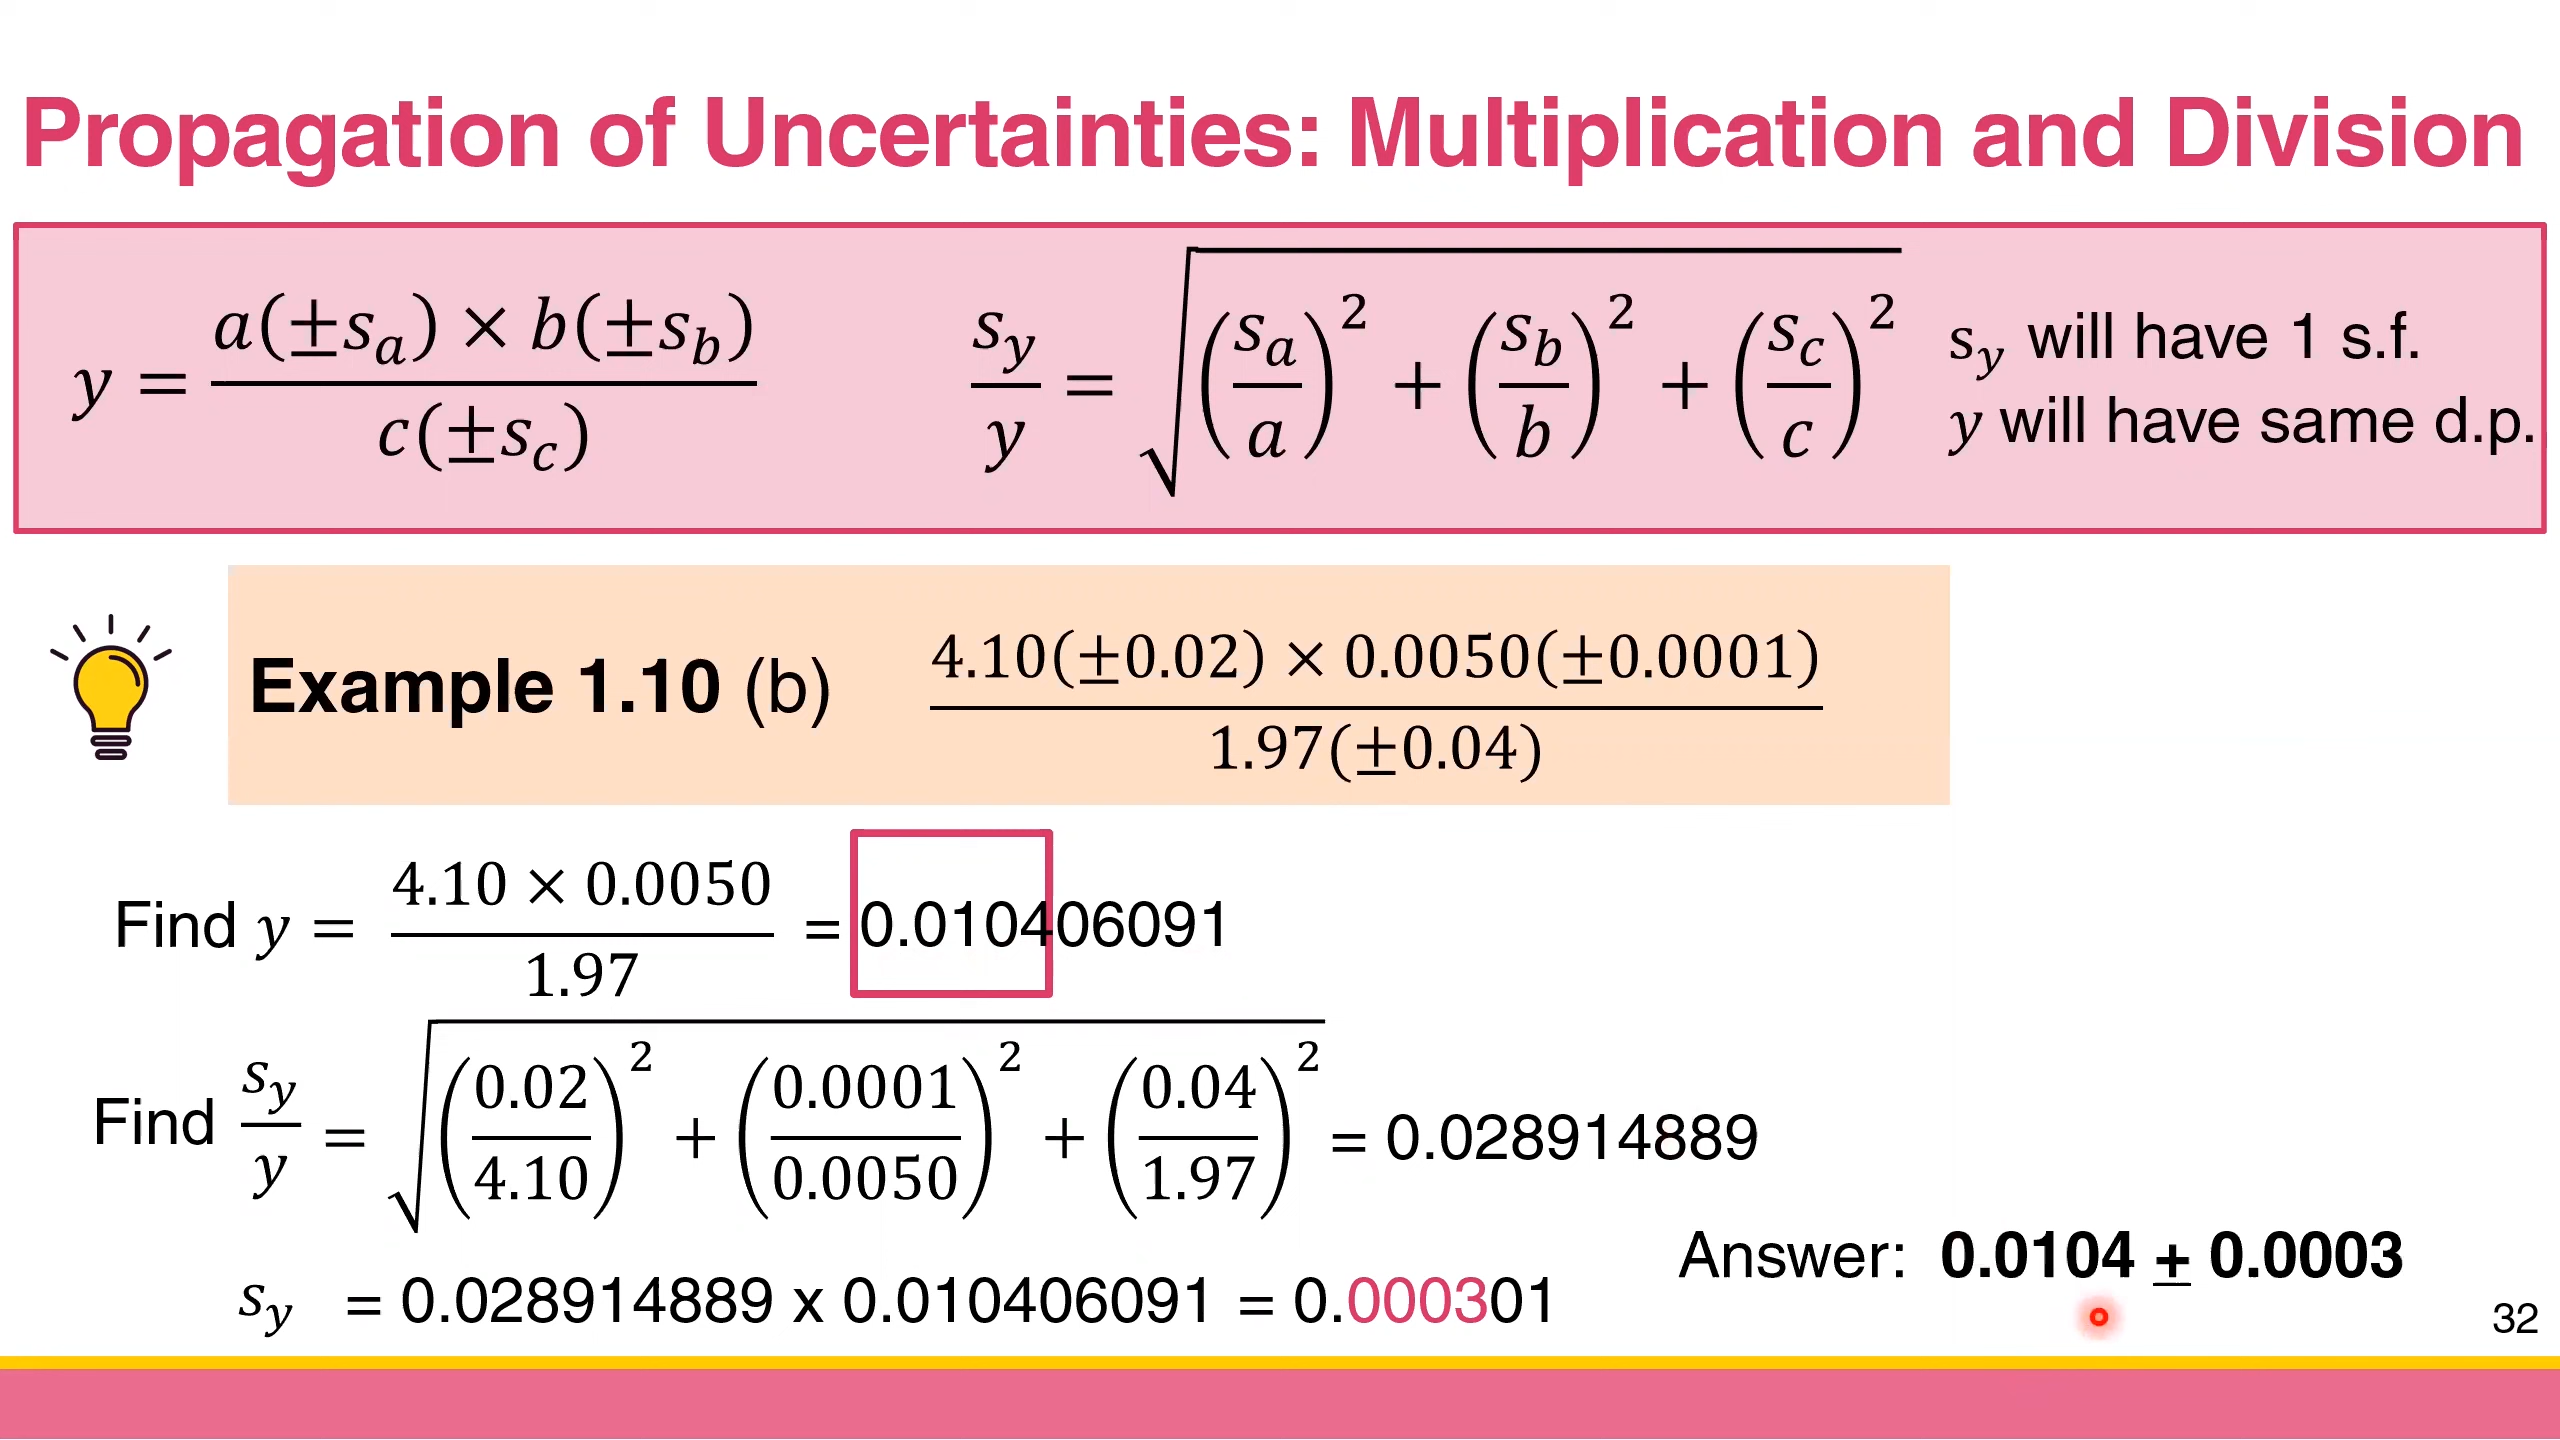 Propagation of Uncertainties: Multiplication and Division
y = a(±s_a) × b(±s_b) / c(±s_c)
s_y / y = √((s_a / a)² + (s_b / b)² + (s_c / c)²)
s_y will have 1 s.f.
y will have same d.p.
Example 1.10 (b) 4.10(±0.02) × 0.0050(±0.0001) / 1.97(±0.04)
Find y = 4.10 × 0.0050 / 1.97 = 0.010406091
Find s_y / y = √((0.02 / 4.10)² + (0.0001 / 0.0050)² + (0.04 / 1.97)²) = 0.028914889
s_y = 0.028914889 x 0.010406091 = 0.000301
Answer: 0.0104 ± 0.0003
32